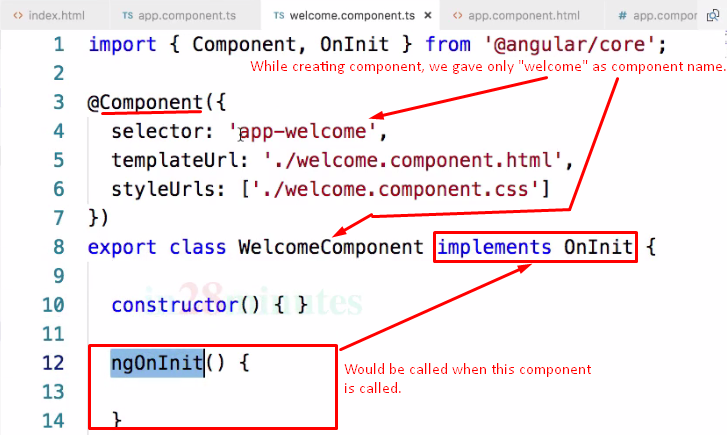 <> index.html TS app.component.ts TS welcome.component.ts × <> app.component.html # app.compor
1 import { Component, OnInit } from '@angular/core';
While creating component, we gave only "welcome" as component name.
2
3 @Component({
4 selector: 'app-welcome',
5 templateUrl: './welcome.component.html',
6 styleUrls: ['./welcome.component.css']
7 })
8 export class WelcomeComponent implements OnInit {
9
10 constructor() { }
in28minutes
11
12 ngOnInit() {
Would be called when this component
is called.
13
14 }